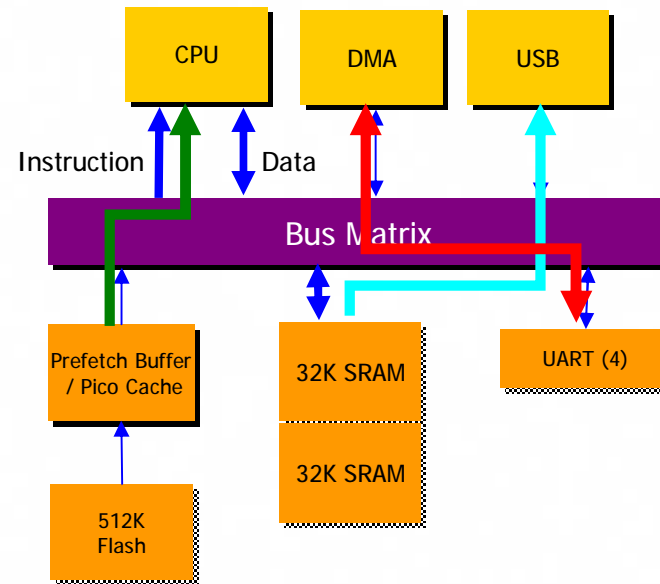 CPU
DMA
USB
Instruction
Data
Bus Matrix
Prefetch Buffer
/ Pico Cache
32K SRAM
UART (4)
32K SRAM
512K
Flash